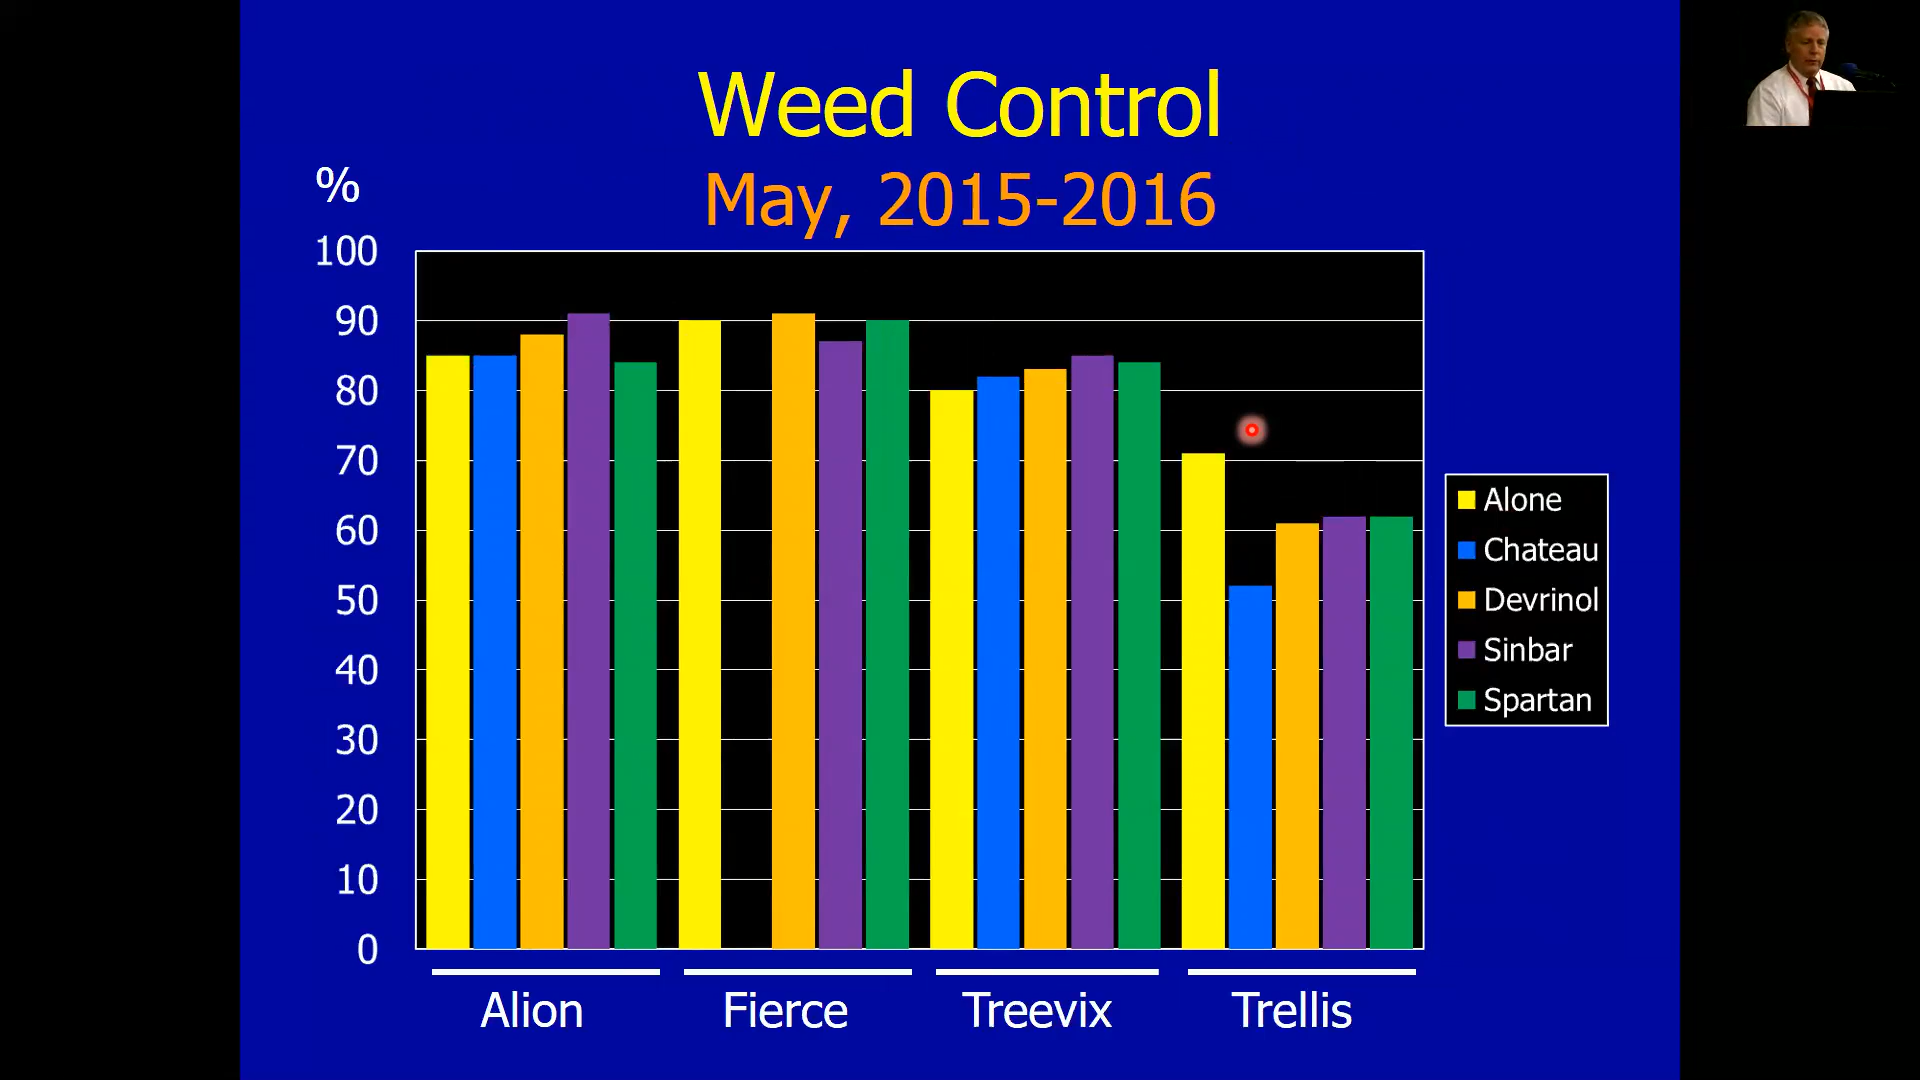 Weed Control
May, 2015-2016
%
100
90
80
70
60
50
40
30
20
10
0
Alion
Fierce
Treevix
Trellis
Alone
Chateau
Devrinol
Sinbar
Spartan